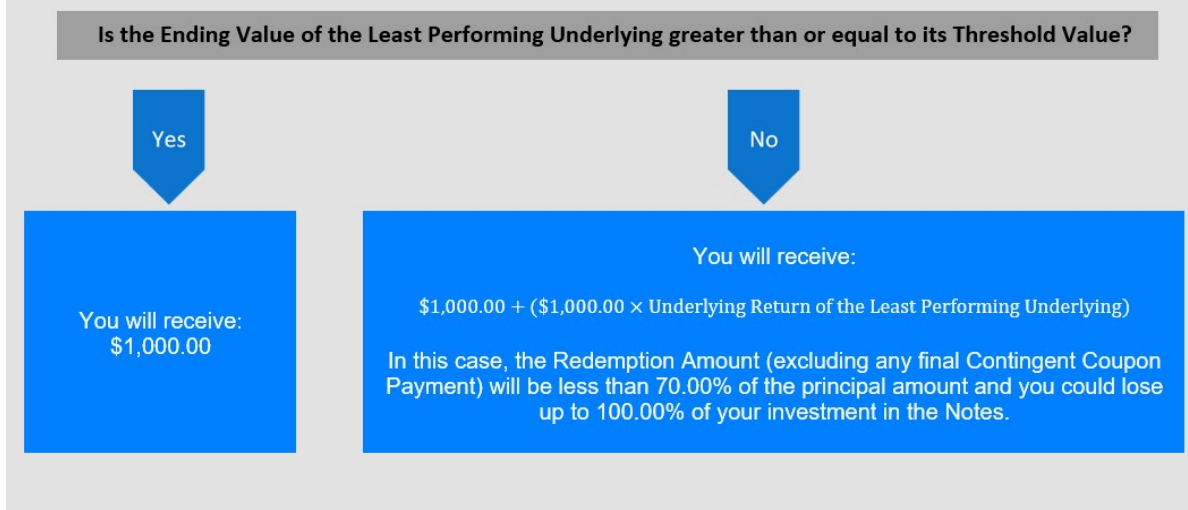 Is the Ending Value of the Least Performing Underlying greater than or equal to its Threshold Value?
Yes
No
You will receive:
$1,000.00
You will receive:
$1,000.00 + ($1,000.00 × Underlying Return of the Least Performing Underlying)
In this case, the Redemption Amount (excluding any final Contingent Coupon
Payment) will be less than 70.00% of the principal amount and you could lose
up to 100.00% of your investment in the Notes.